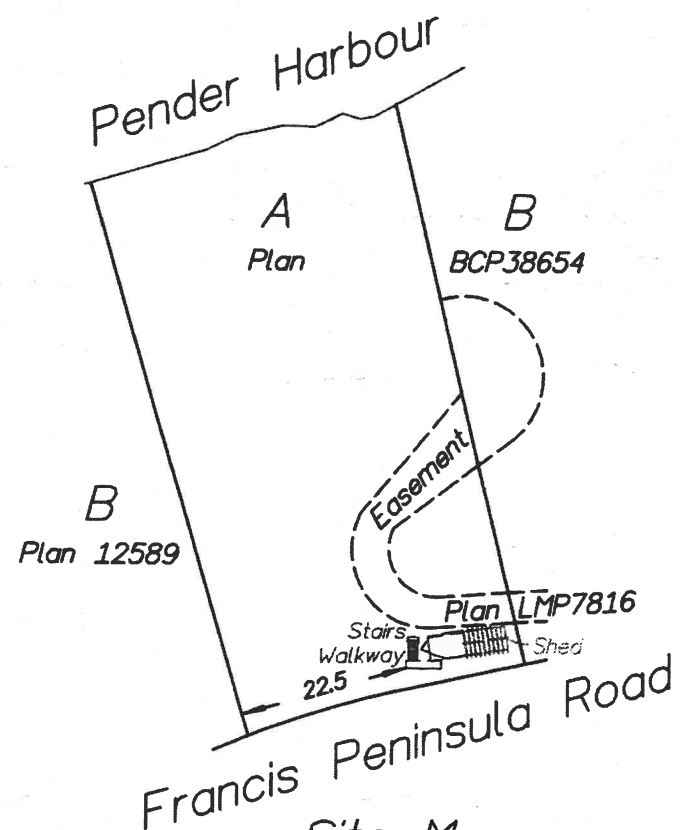 Pender Harbour
A
Plan
B
BCP38654
Easement
B
Plan 12589
Plan LMP7816
Stairs
Walkway
Shed
22.5
Francis Peninsula Road